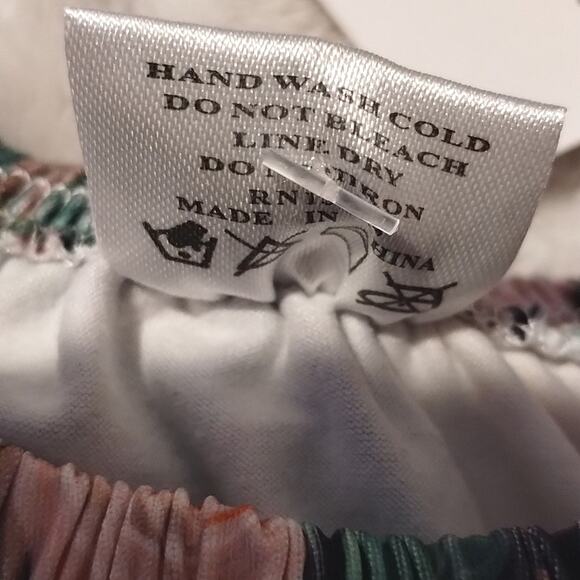 HAND WASH COLD
DO NOT BLEACH
LINE DRY
DO
RN
MADE IN